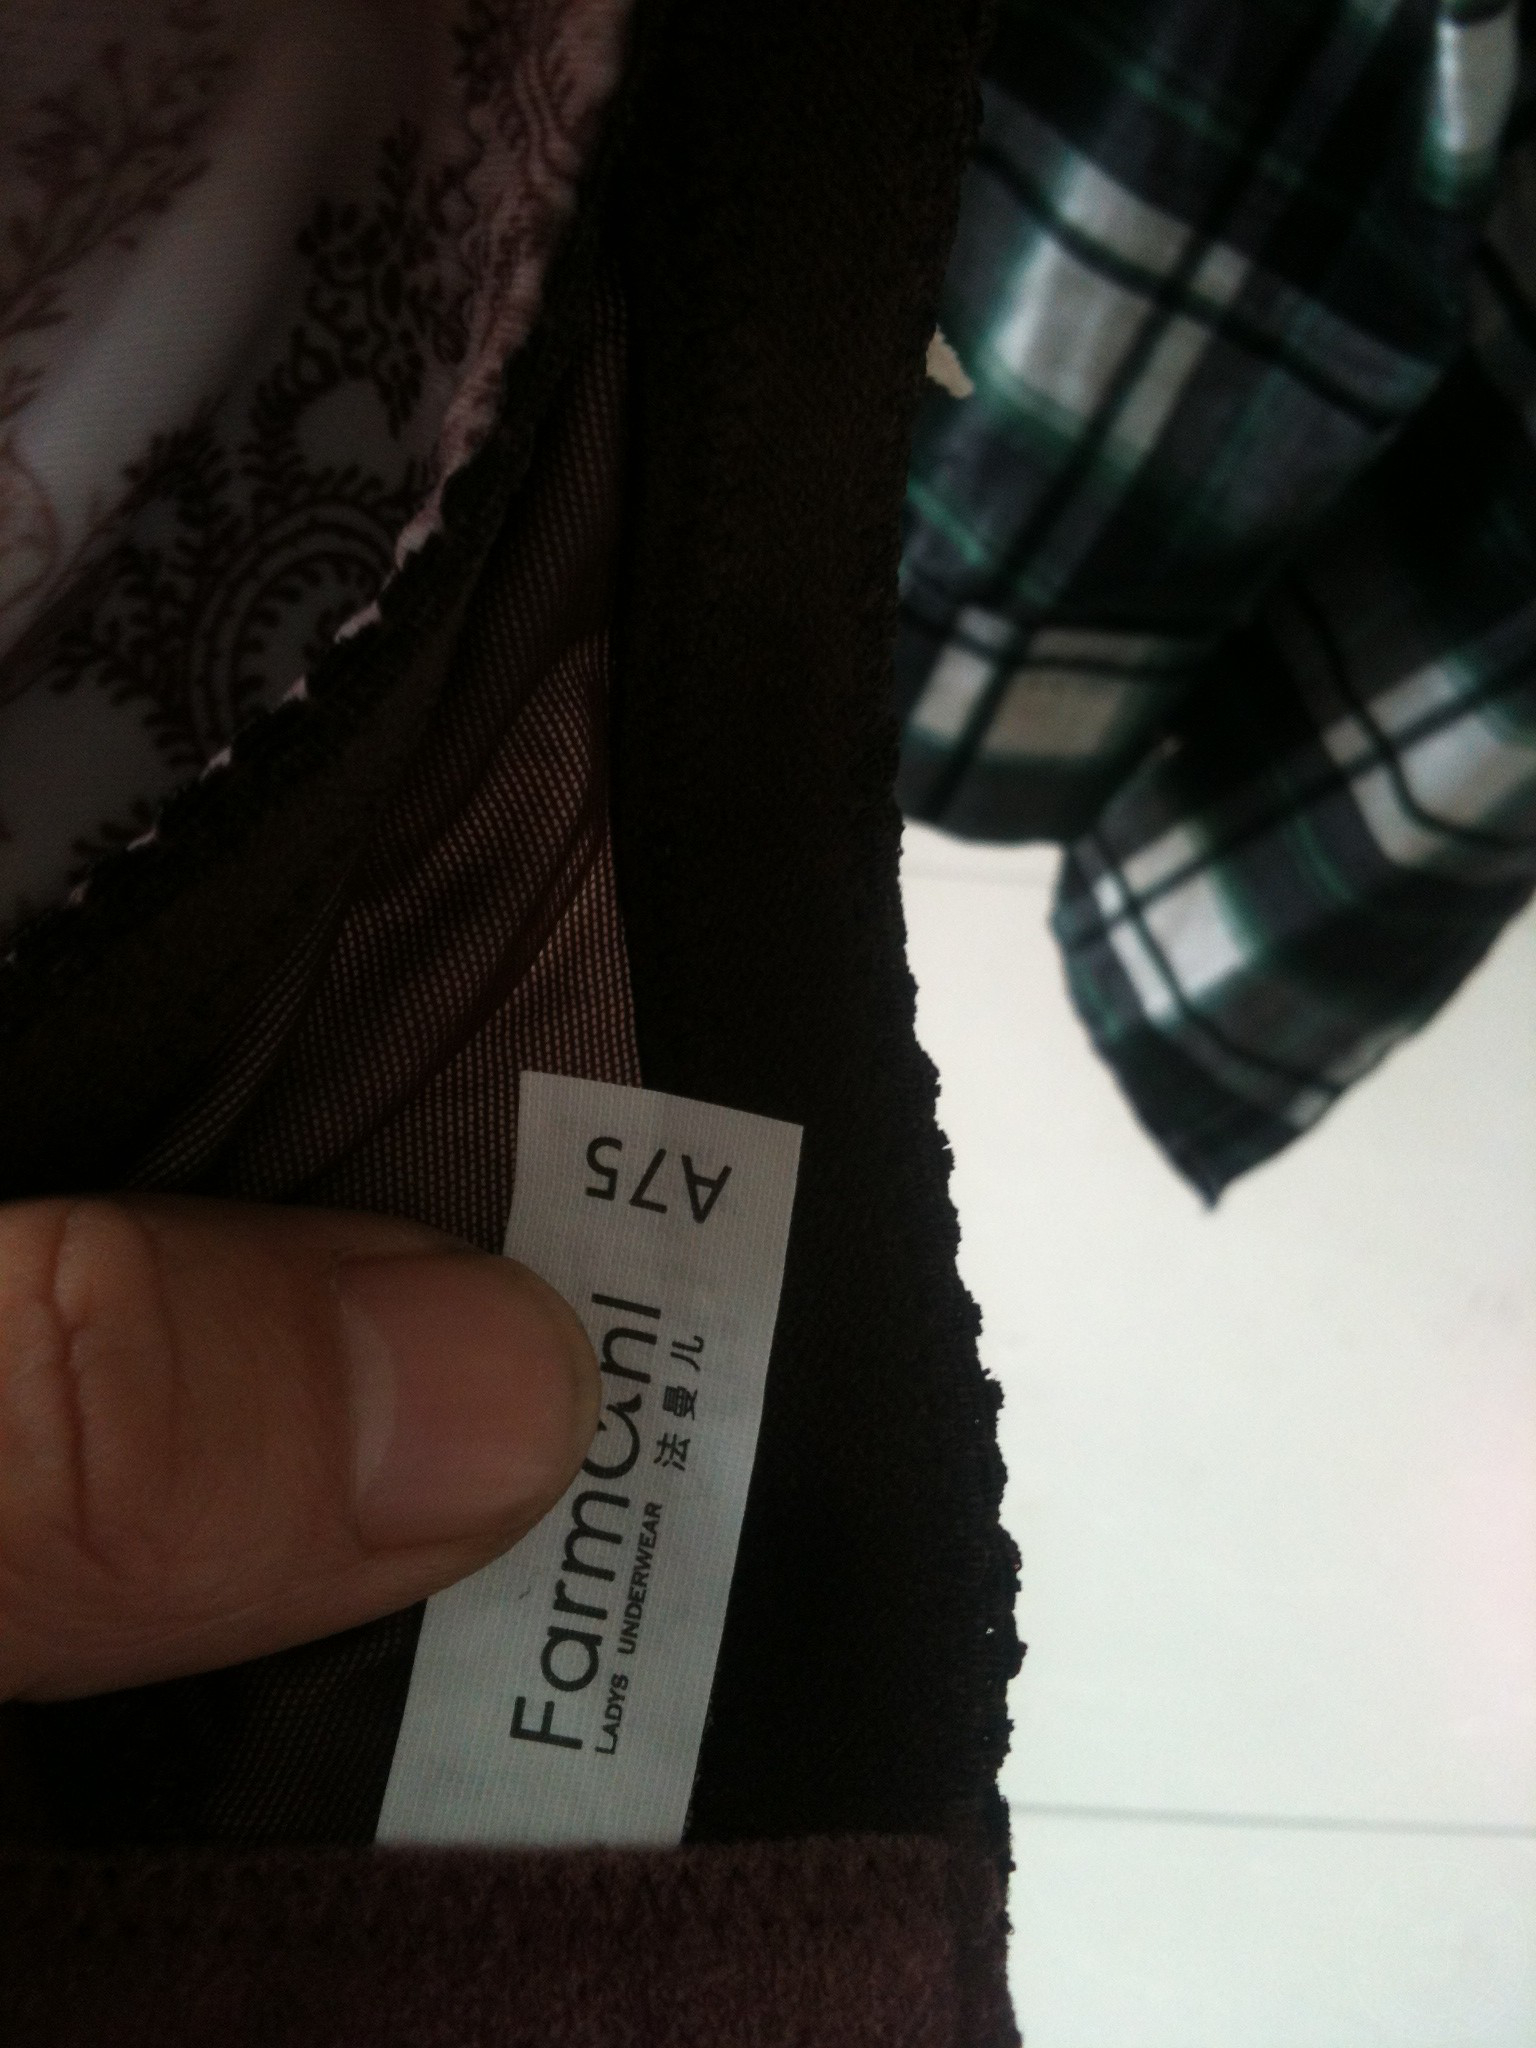 A75
Farmanl
法曼儿
LADYS UNDERWEAR